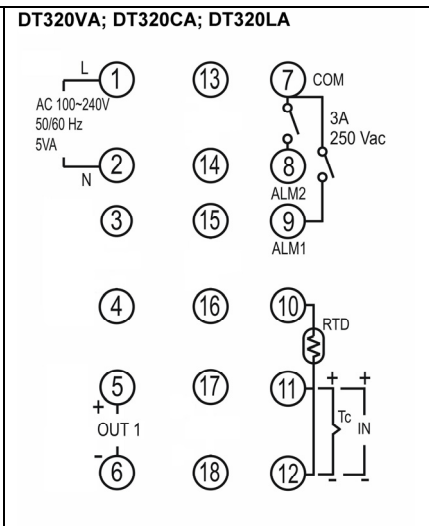 DT320VA; DT320CA; DT320LA
L 1 13 7 COM
AC 100~240V
50/60 Hz
5VA
3A
250 Vac
N 2 14 8
ALM2
3 15 9
ALM1
4 16 10
RTD
5 17 11
+ + +
OUT 1
Tc IN
- - -
6 18 12